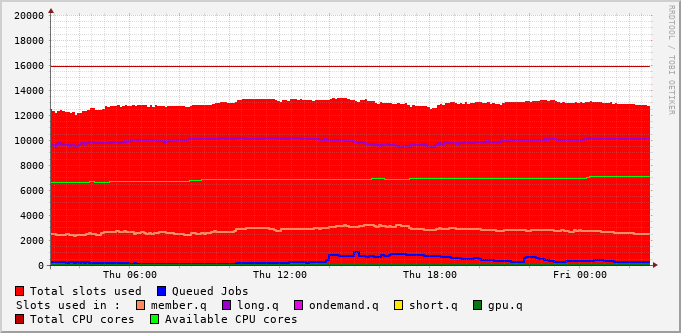 20000
18000
16000
14000
12000
10000
8000
6000
4000
2000
0
Thu 06:00 Thu 12:00 Thu 18:00 Fri 00:00
RRDTOOL / TOBI OETIKER
Total slots used Queued Jobs
Slots used in : member.q long.q ondemand.q short.q gpu.q
Total CPU cores
Available CPU cores